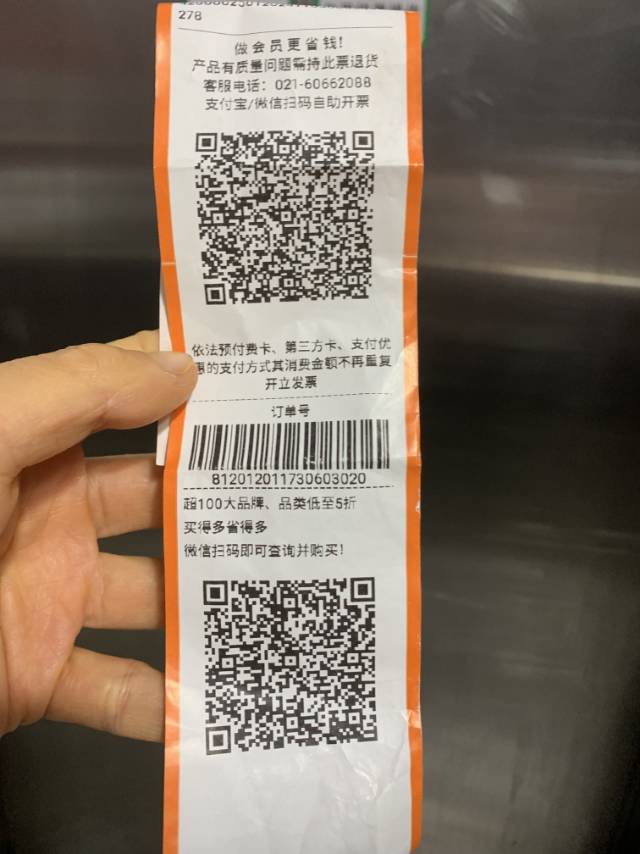 278
做会员更省钱!
产品有质量问题需持此票退货
客服电话：021-60662088
支付宝/微信扫码自助开票
依法预付费卡、第三方卡、支付优
惠的支付方式其消费金额不再重复
开立发票
订单号
812012011730603020
超100大品牌、品类低至5折
买得多省得多
微信扫码即可查询并购买!